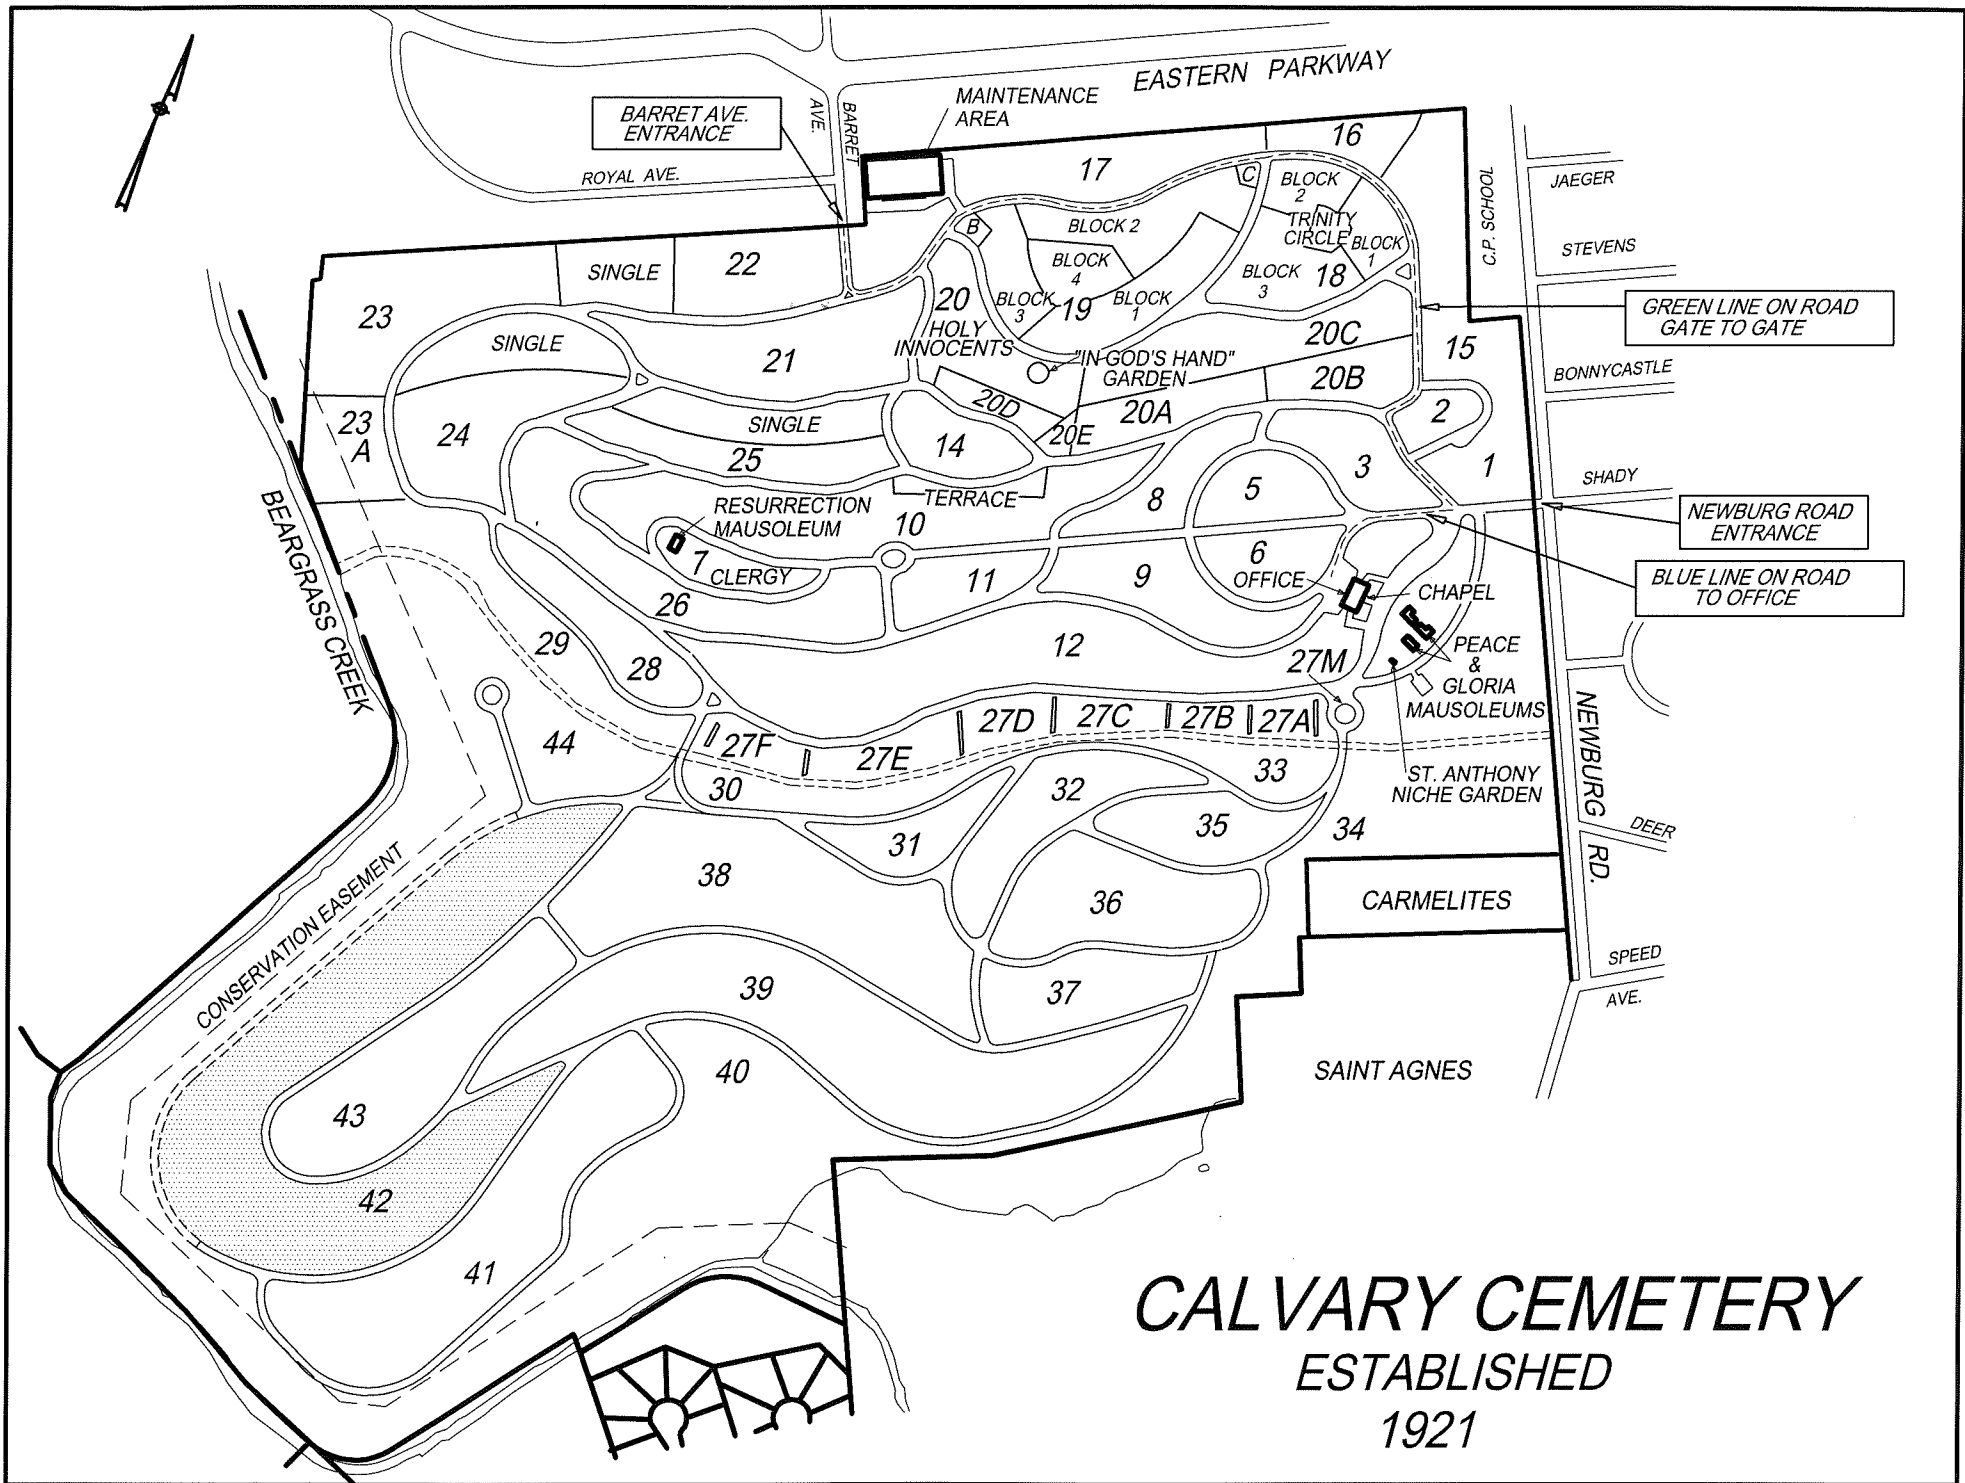 EASTERN PARKWAY
MAINTENANCE
AREA
BARRET AVE.
ENTRANCE
AVE.
BARRET
ROYAL AVE.
16
17
C
BLOCK
2
TRINITY
CIRCLE
BLOCK
1
BLOCK
3
18
C.P. SCHOOL
JAEGER
STEVENS
B
BLOCK 2
BLOCK
4
BLOCK
3
19
BLOCK
1
22
SINGLE
23
20
HOLY
INNOCENTS
GREEN LINE ON ROAD
GATE TO GATE
SINGLE
21
"IN GOD'S HAND"
GARDEN
20C
15
20B
BONNYCASTLE
20D
20A
20E
2
23
A
24
SINGLE
25
14
3
1
SHADY
TERRACE
5
8
RESURRECTION
MAUSOLEUM
10
NEWBURG ROAD
ENTRANCE
7
CLERGY
6
OFFICE
9
11
CHAPEL
BLUE LINE ON ROAD
TO OFFICE
BEARGRASS CREEK
26
29
28
12
27M
PEACE
&
GLORIA
MAUSOLEUMS
NEWBURG RD.
44
27F
27E
27D
27C
27B
27A
ST. ANTHONY
NICHE GARDEN
30
32
33
31
35
34
DEER
38
36
CARMELITES
CONSERVATION EASEMENT
SPEED
AVE.
39
37
40
SAINT AGNES
43
42
41
CALVARY CEMETERY
ESTABLISHED
1921